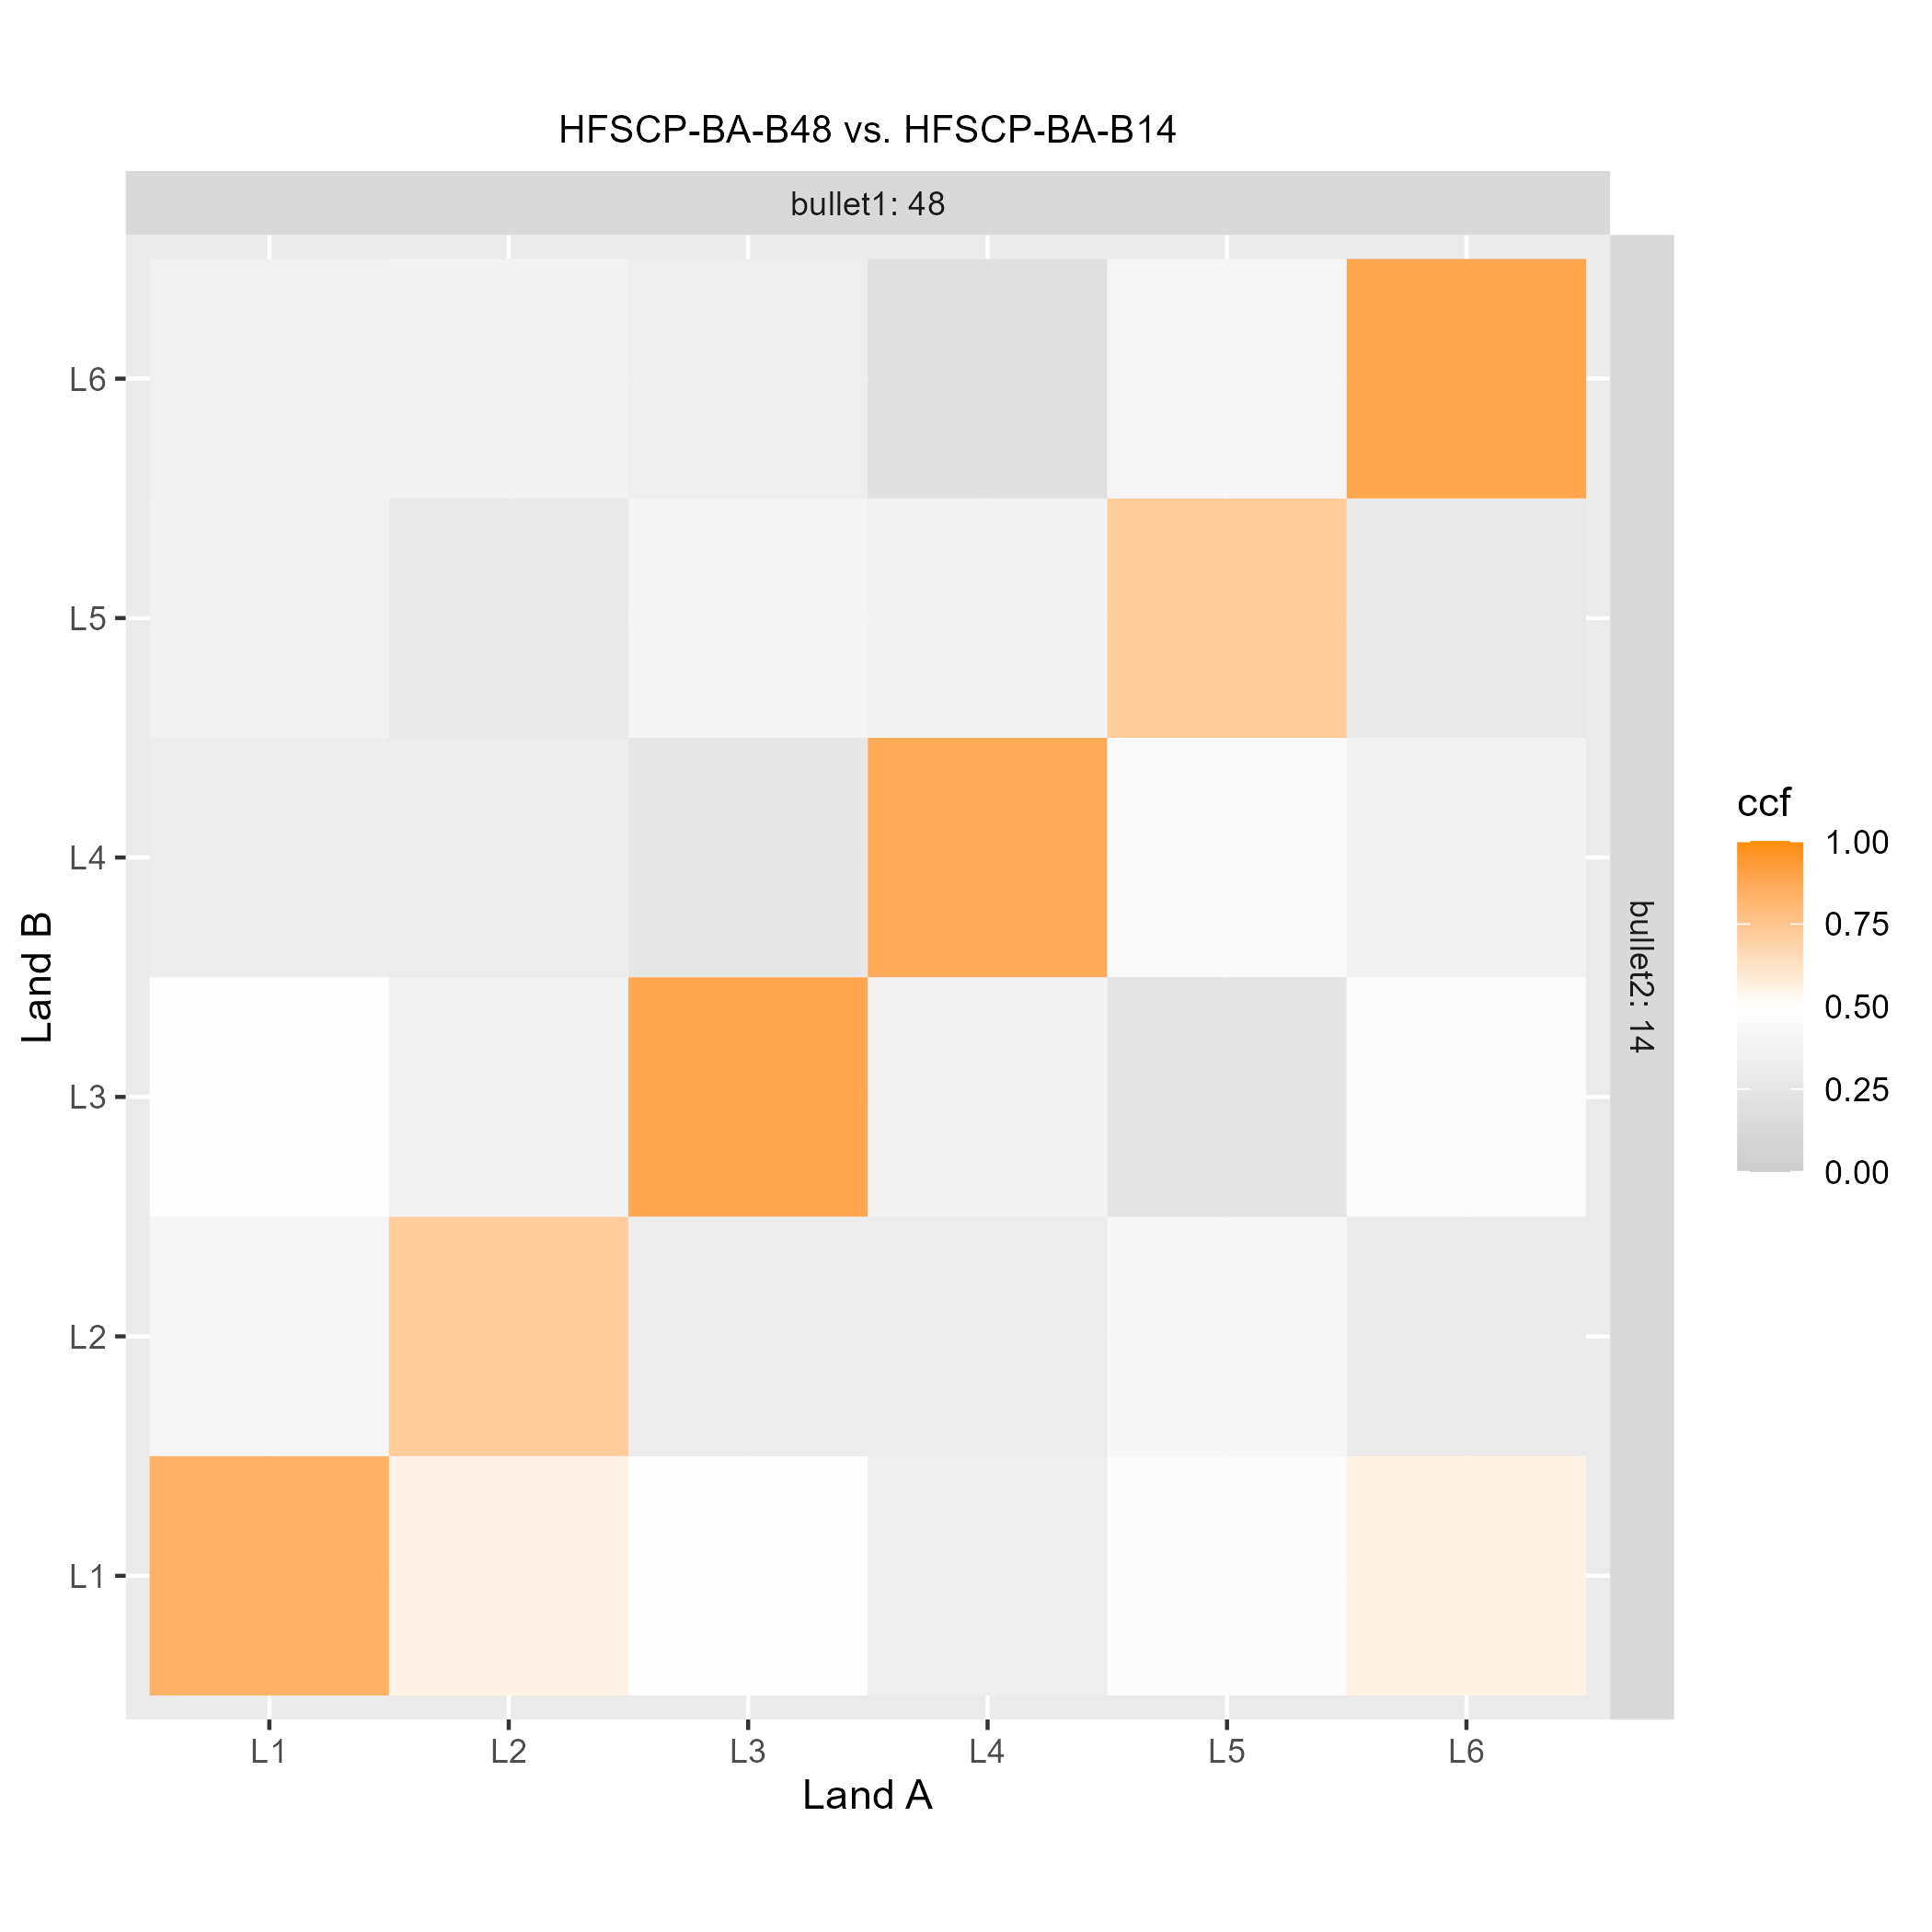 HFSCP-BA-B48 vs. HFSCP-BA-B14
bullet1: 48
L6
L5
L4
L3
L2
L1
Land B
bullet2: 14
L1 L2 L3 L4 L5 L6
Land A
ccf
1.00
0.75
0.50
0.25
0.00